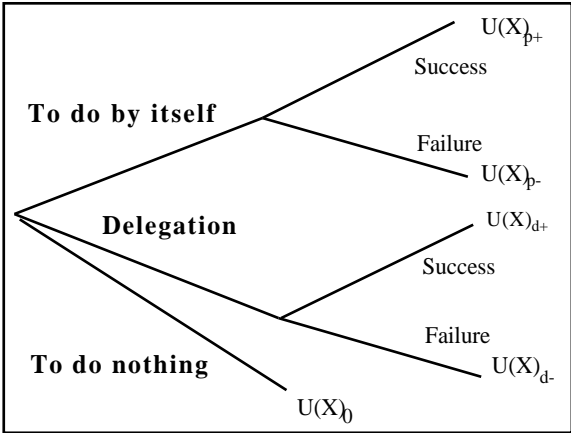 U(X)p+
Success
To do by itself
Failure
U(X)p-
Delegation
U(X)d+
Success
Failure
To do nothing
U(X)d-
U(X)0